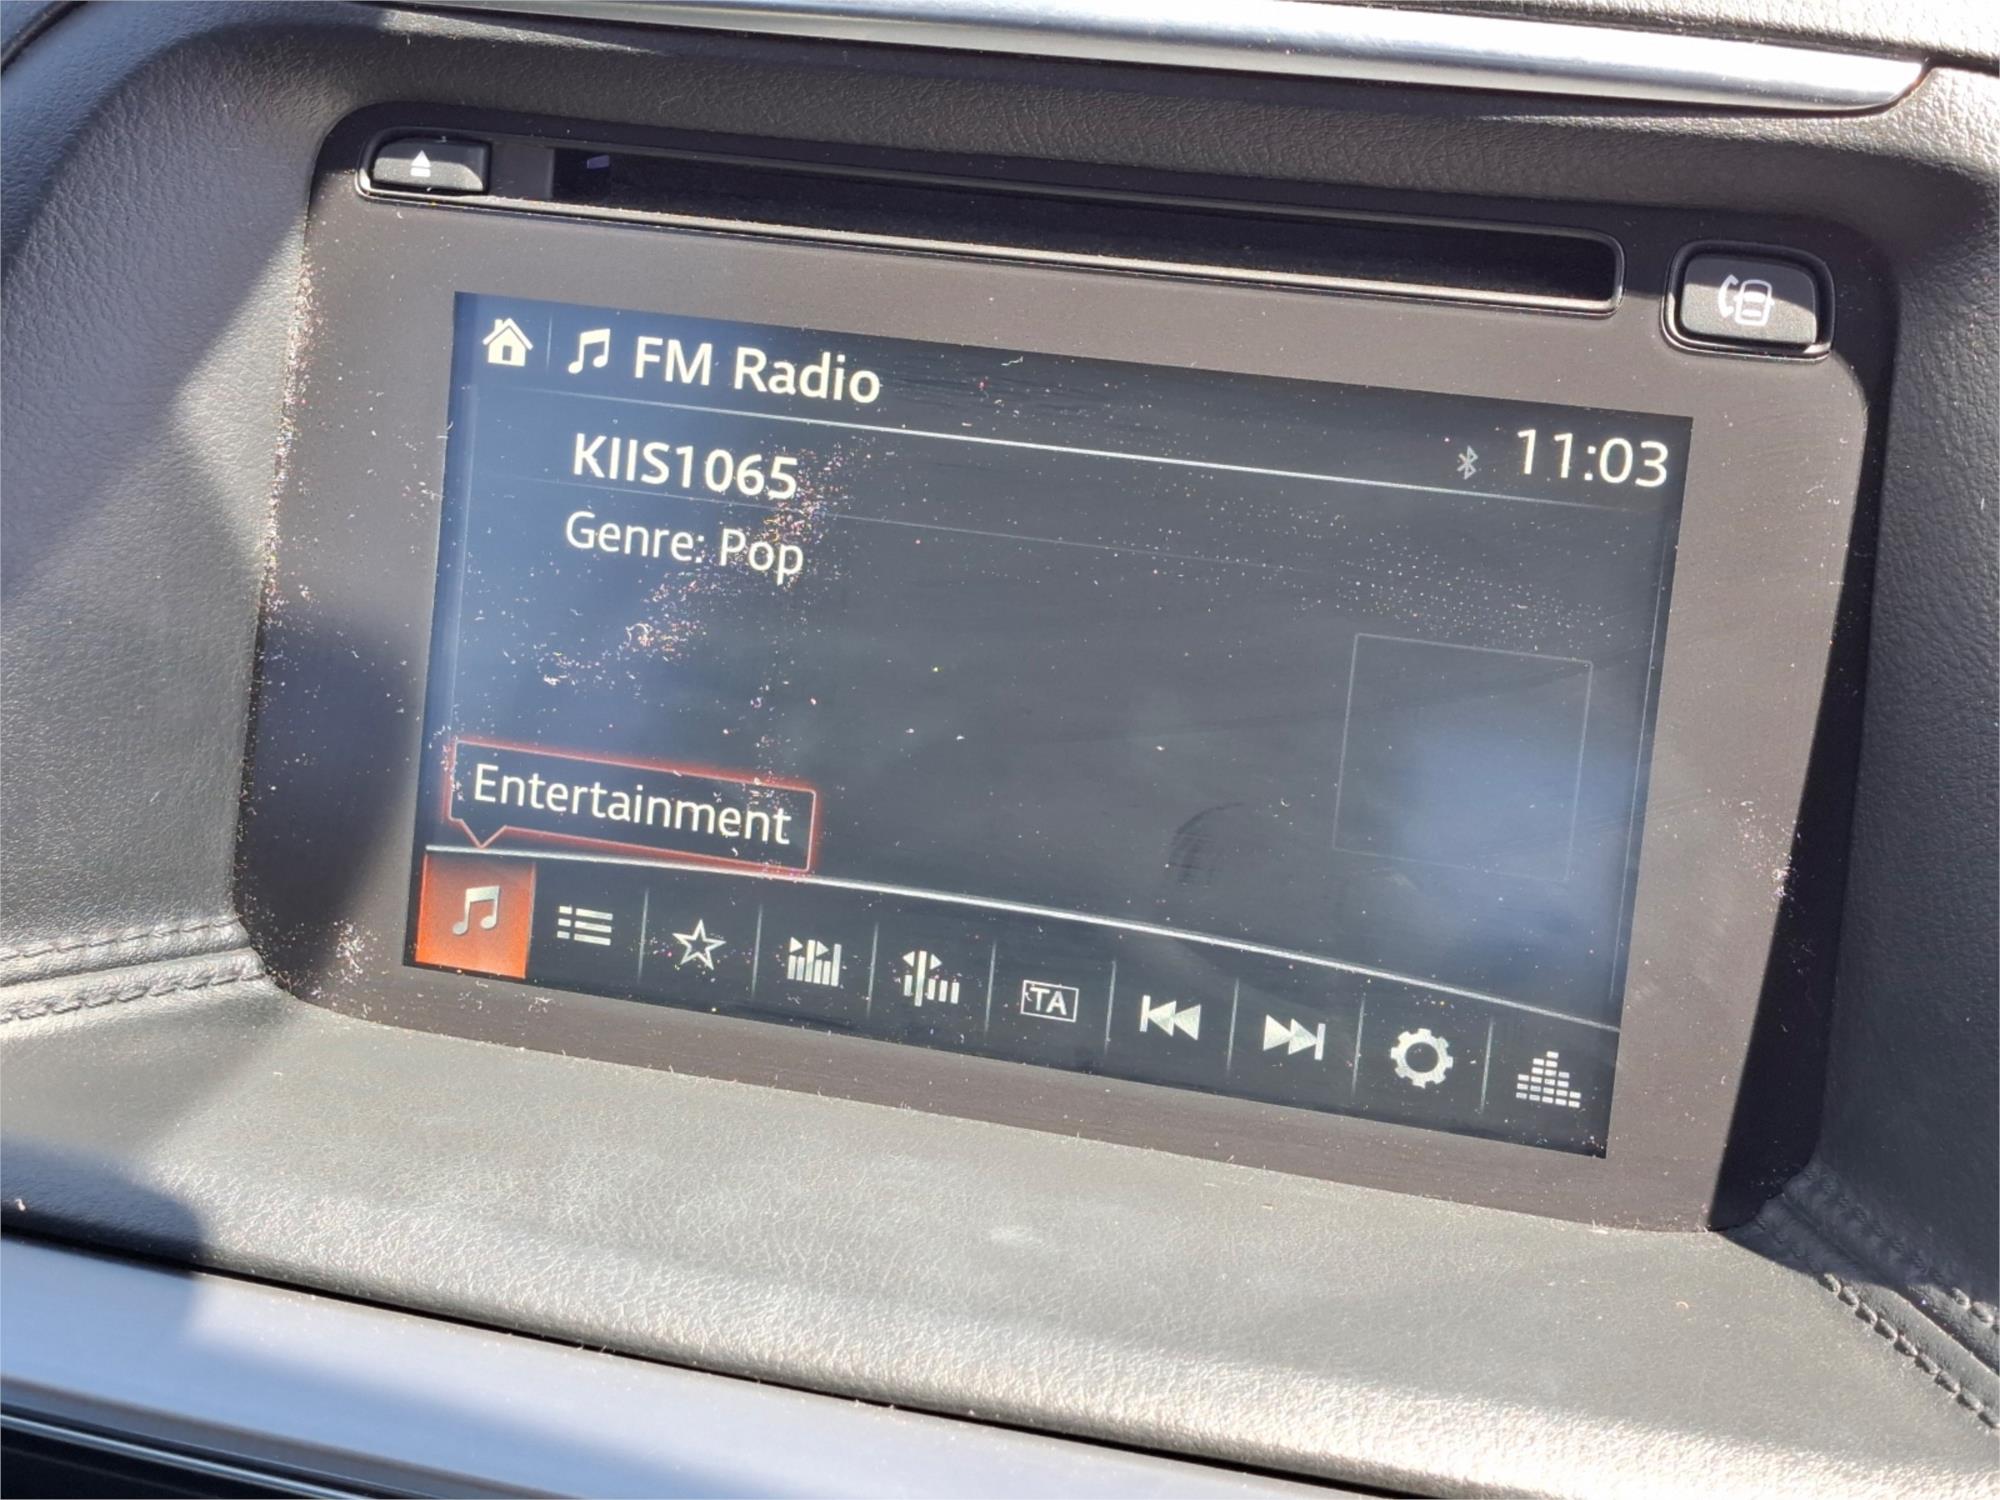 FM Radio
11:03
KIIS1065
Genre: Pop
Entertainment
TA